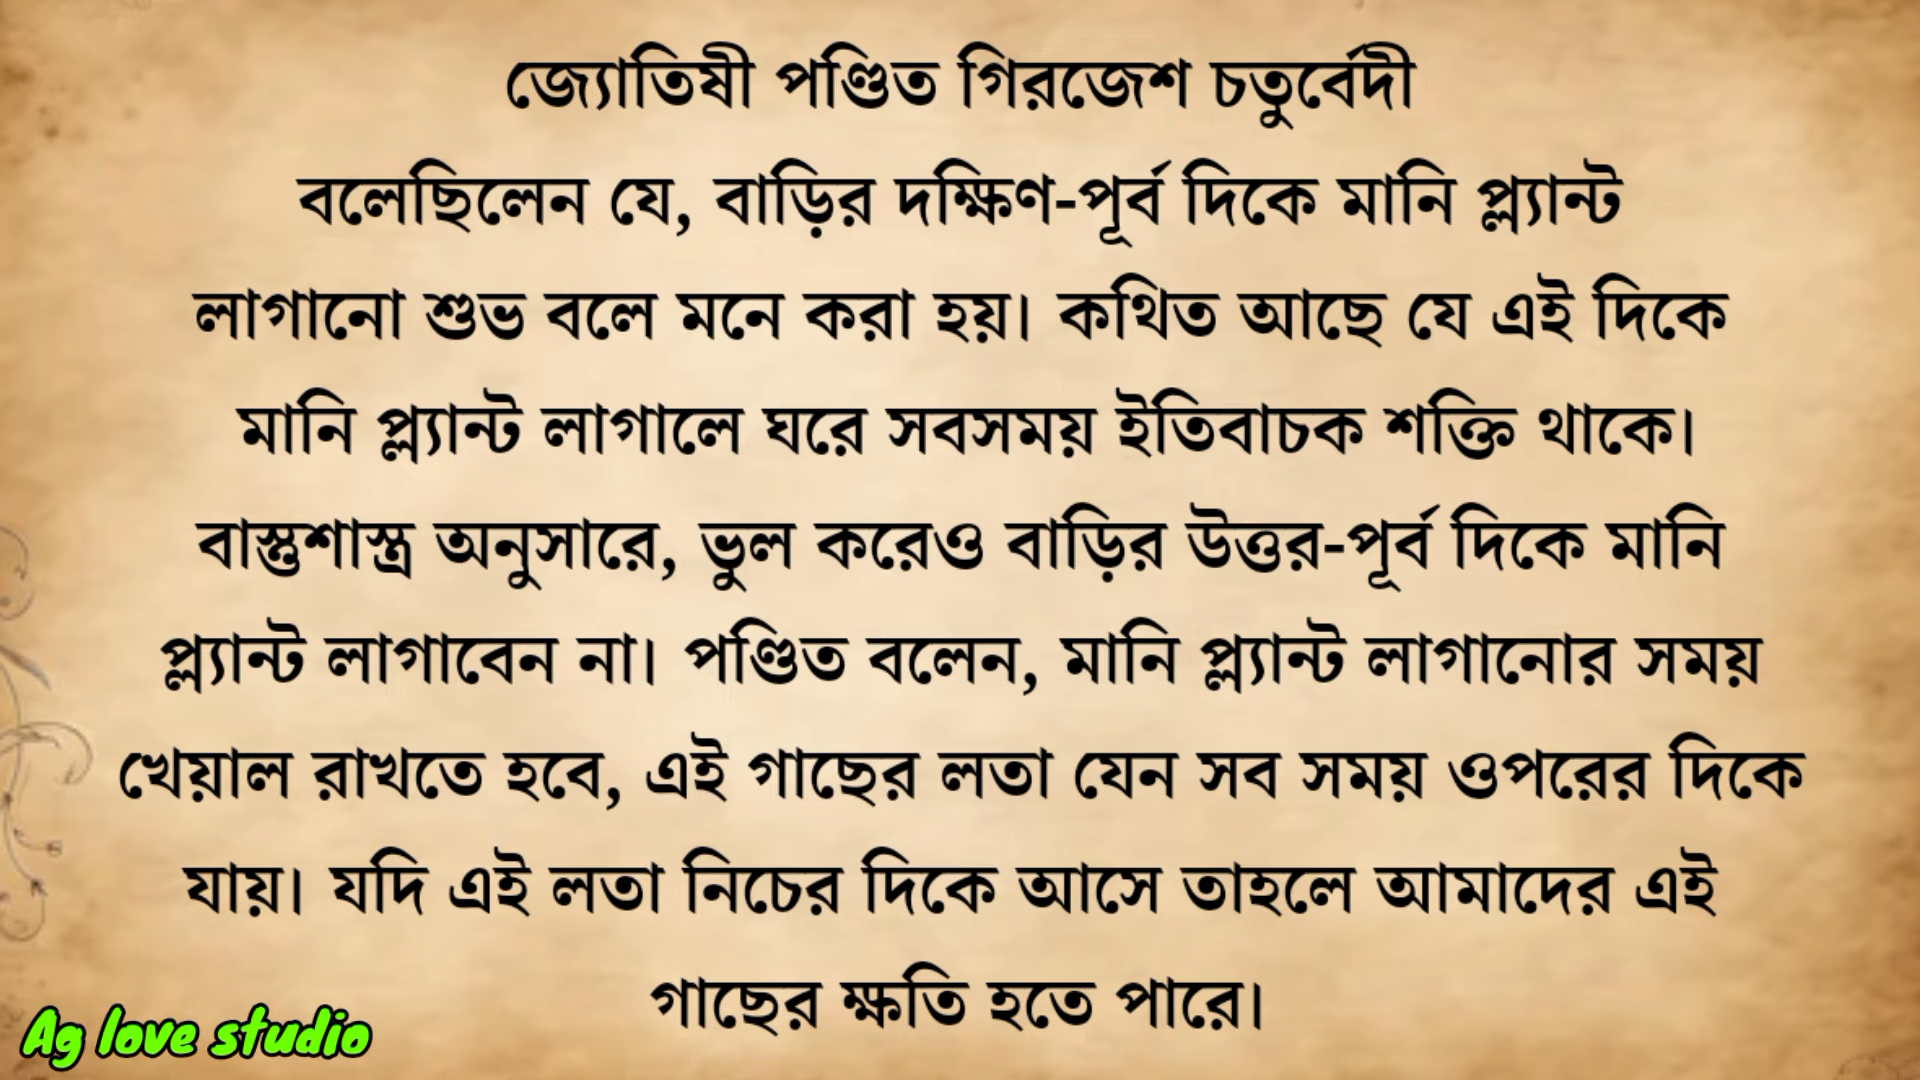 জ্যোতিষী পণ্ডিত গিরজেশ চতুর্বেদী
বলেছিলেন যে, বাড়ির দক্ষিণ-পূর্ব দিকে মানি প্ল্যান্ট
লাগানো শুভ বলে মনে করা হয়। কথিত আছে যে এই দিকে
মানি প্ল্যান্ট লাগালে ঘরে সবসময় ইতিবাচক শক্তি থাকে।
বাস্তুশাস্ত্র অনুসারে, ভুল করেও বাড়ির উত্তর-পূর্ব দিকে মানি
প্ল্যান্ট লাগাবেন না। পণ্ডিত বলেন, মানি প্ল্যান্ট লাগানোর সময়
খেয়াল রাখতে হবে, এই গাছের লতা যেন সব সময় ওপরের দিকে
যায়। যদি এই লতা নিচের দিকে আসে তাহলে আমাদের এই
গাছের ক্ষতি হতে পারে।
Ag love studio